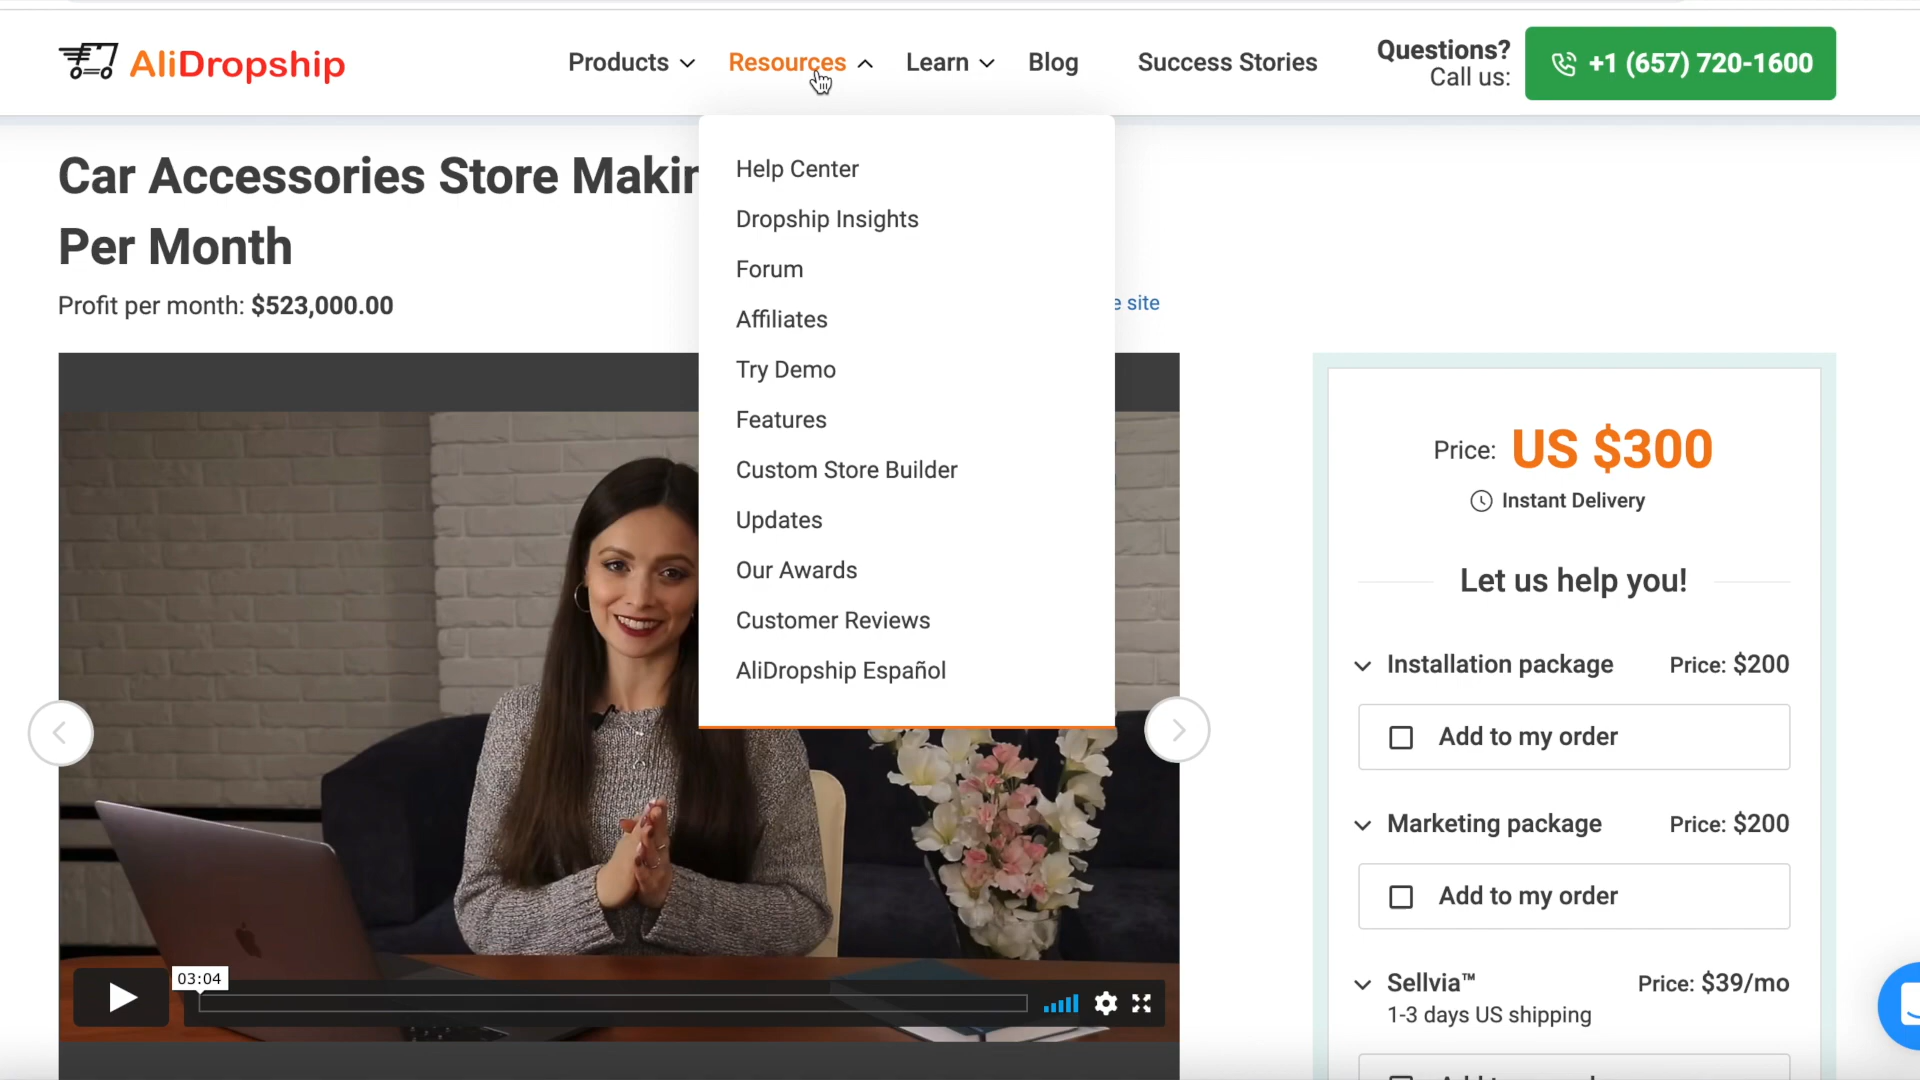 AliDropship
Products
Resources
Learn
Blog
Success Stories
Questions?
Call us:
+1 (657) 720-1600
Car Accessories Store
Per Month
Profit per month: $523,000.00
Help Center
Dropship Insights
Forum
Affiliates
Try Demo
Features
Custom Store Builder
Updates
Our Awards
Customer Reviews
AliDropship Español
site
03:04
Price: US $300
Instant Delivery
Let us help you!
Installation package Price: $200
Add to my order
Marketing package Price: $200
Add to my order
Sellvia™ Price: $39/mo
1-3 days US shipping